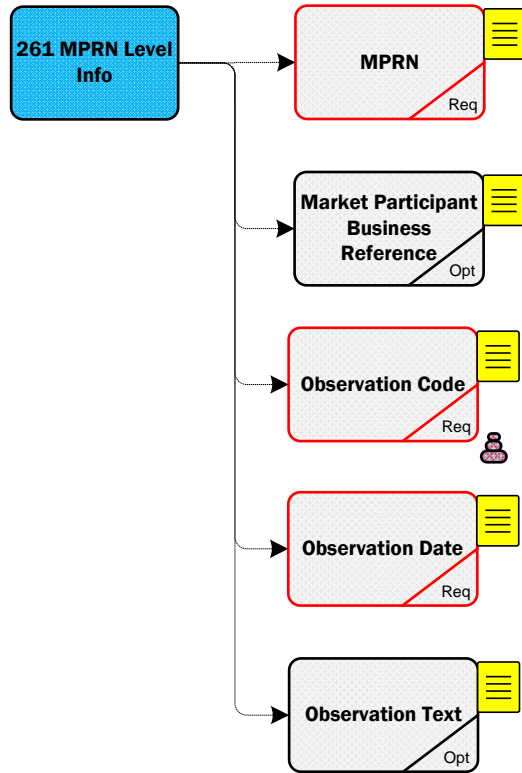 261 MPRN Level
Info
MPRN
Req
Market Participant
Business
Reference
Opt
Observation Code
Req
Observation Date
Req
Observation Text
Opt